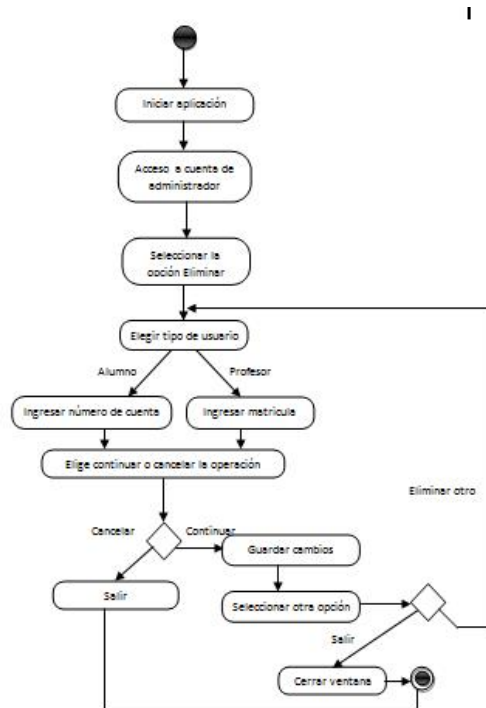 Iniciar aplicación
Acceso a cuenta de
administrador
Seleccionar la
opción Eliminar
Elegir tipo de usuario
Alumno
Profesor
Ingresar número de cuenta
Ingresar matricula
Elige continuar o cancelar la operación
Eliminar otro
Cancelar
Continuar
Guardar cambios
Salir
Seleccionar otra opción
Salir
Cerrar ventana